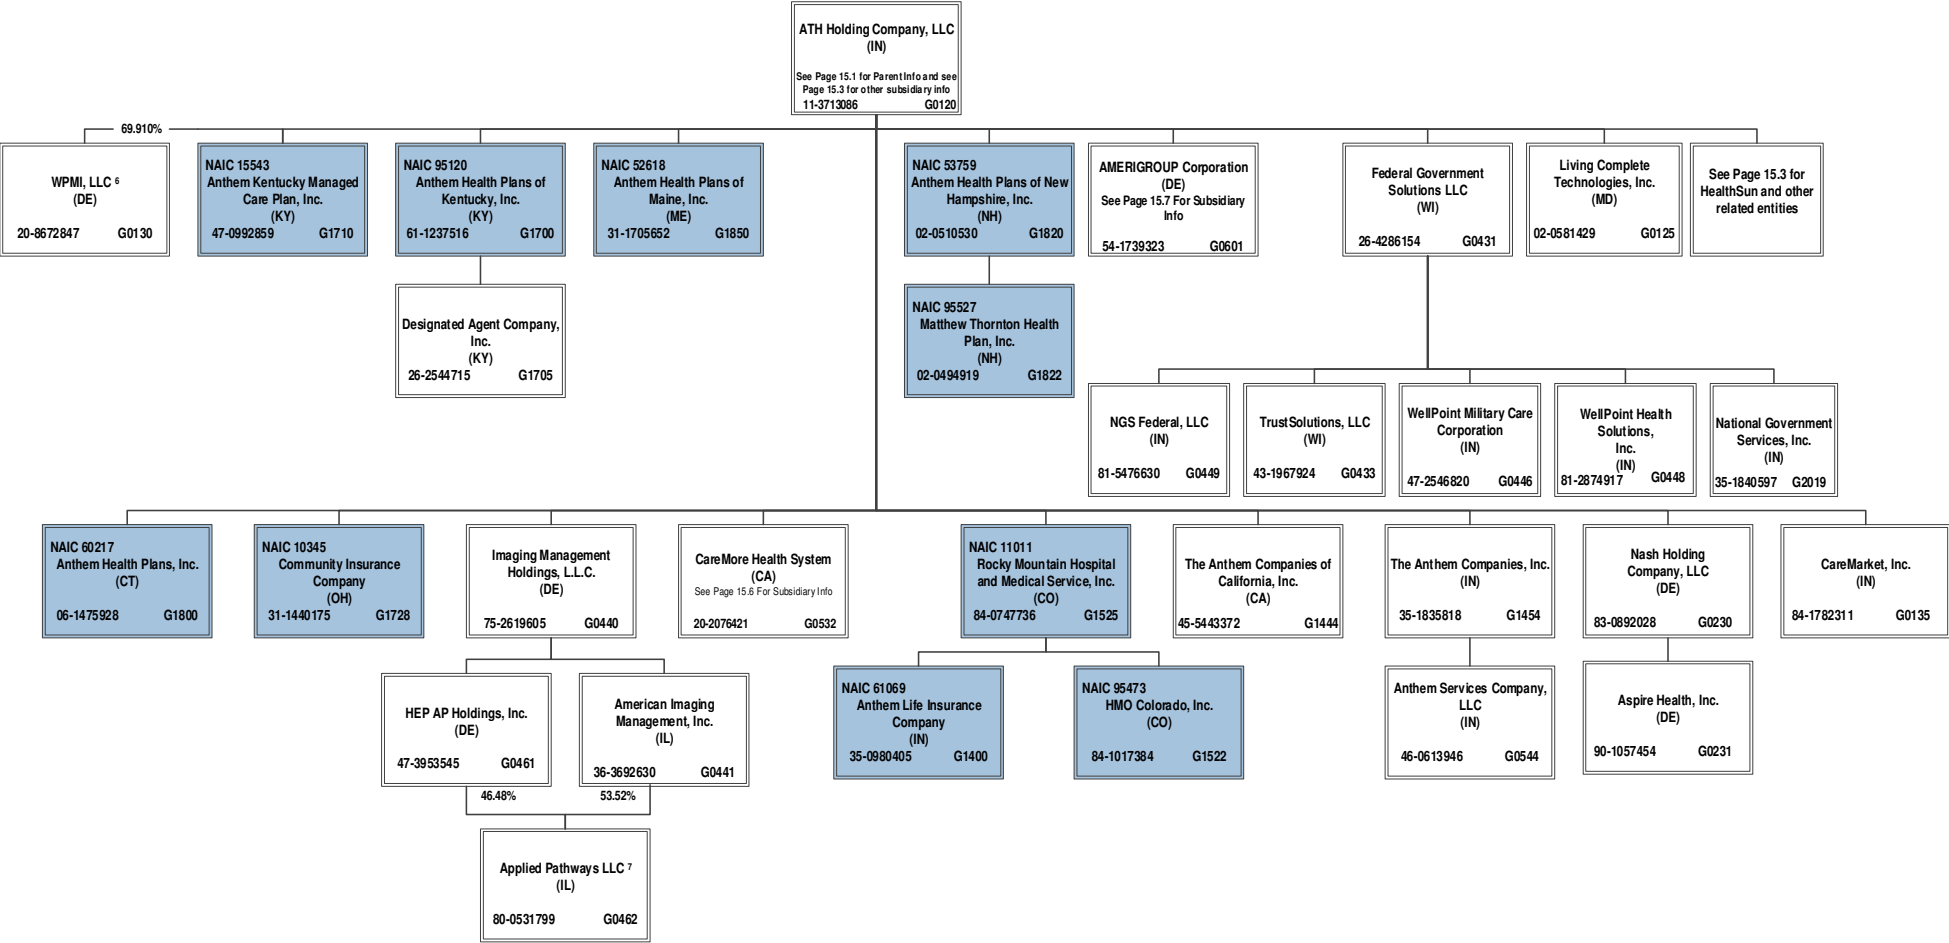 ATH Holding Company, LLC
(IN)
See Page 15.1 for Parent Info and see
Page 15.3 for other subsidiary info
11-3713086 G0120
69.910%
WPMI, LLC 6
(DE)
20-8672847 G0130
NAIC 15543
Anthem Kentucky Managed
Care Plan, Inc.
(KY)
47-0992859 G1710
NAIC 95120
Anthem Health Plans of
Kentucky, Inc.
(KY)
61-1237516 G1700
NAIC 52618
Anthem Health Plans of
Maine, Inc.
(ME)
31-1705652 G1850
NAIC 53759
Anthem Health Plans of New
Hampshire, Inc.
(NH)
02-0510530 G1820
AMERIGROUP Corporation
(DE)
See Page 15.7 For Subsidiary
Info
54-1739323 G0601
Federal Government
Solutions LLC
(WI)
26-4286154 G0431
Living Complete
Technologies, Inc.
(MD)
02-0581429 G0125
See Page 15.3 for
HealthSun and other
related entities
Designated Agent Company,
Inc.
(KY)
26-2544715 G1705
NAIC 95527
Matthew Thornton Health
Plan, Inc.
(NH)
02-0494919 G1822
NGS Federal, LLC
(IN)
81-5476630 G0449
TrustSolutions, LLC
(WI)
43-1967924 G0433
WellPoint Military Care
Corporation
(IN)
47-2546820 G0446
WellPoint Health
Solutions,
Inc.
(IN)
81-2874917 G0448
National Government
Services, Inc.
(IN)
35-1840597 G2019
NAIC 60217
Anthem Health Plans, Inc.
(CT)
06-1475928 G1800
NAIC 10345
Community Insurance
Company
(OH)
31-1440175 G1728
Imaging Management
Holdings, L.L.C.
(DE)
75-2619605 G0440
CareMore Health System
(CA)
See Page 15.6 For Subsidiary Info
20-2076421 G0532
NAIC 11011
Rocky Mountain Hospital
and Medical Service, Inc.
(CO)
84-0747736 G1525
The Anthem Companies of
California, Inc.
(CA)
45-5443372 G1444
The Anthem Companies, Inc.
(IN)
35-1835818 G1454
Nash Holding
Company, LLC
(DE)
83-0892028 G0230
CareMarket, Inc.
(IN)
84-1782311 G0135
HEP AP Holdings, Inc.
(DE)
47-3953545 G0461
American Imaging
Management, Inc.
(IL)
36-3692630 G0441
NAIC 61069
Anthem Life Insurance
Company
(IN)
35-0980405 G1400
NAIC 95473
HMO Colorado, Inc.
(CO)
84-1017384 G1522
Anthem Services Company,
LLC
(IN)
46-0613946 G0544
Aspire Health, Inc.
(DE)
90-1057454 G0231
46.48% 53.52%
Applied Pathways LLC 7
(IL)
80-0531799 G0462